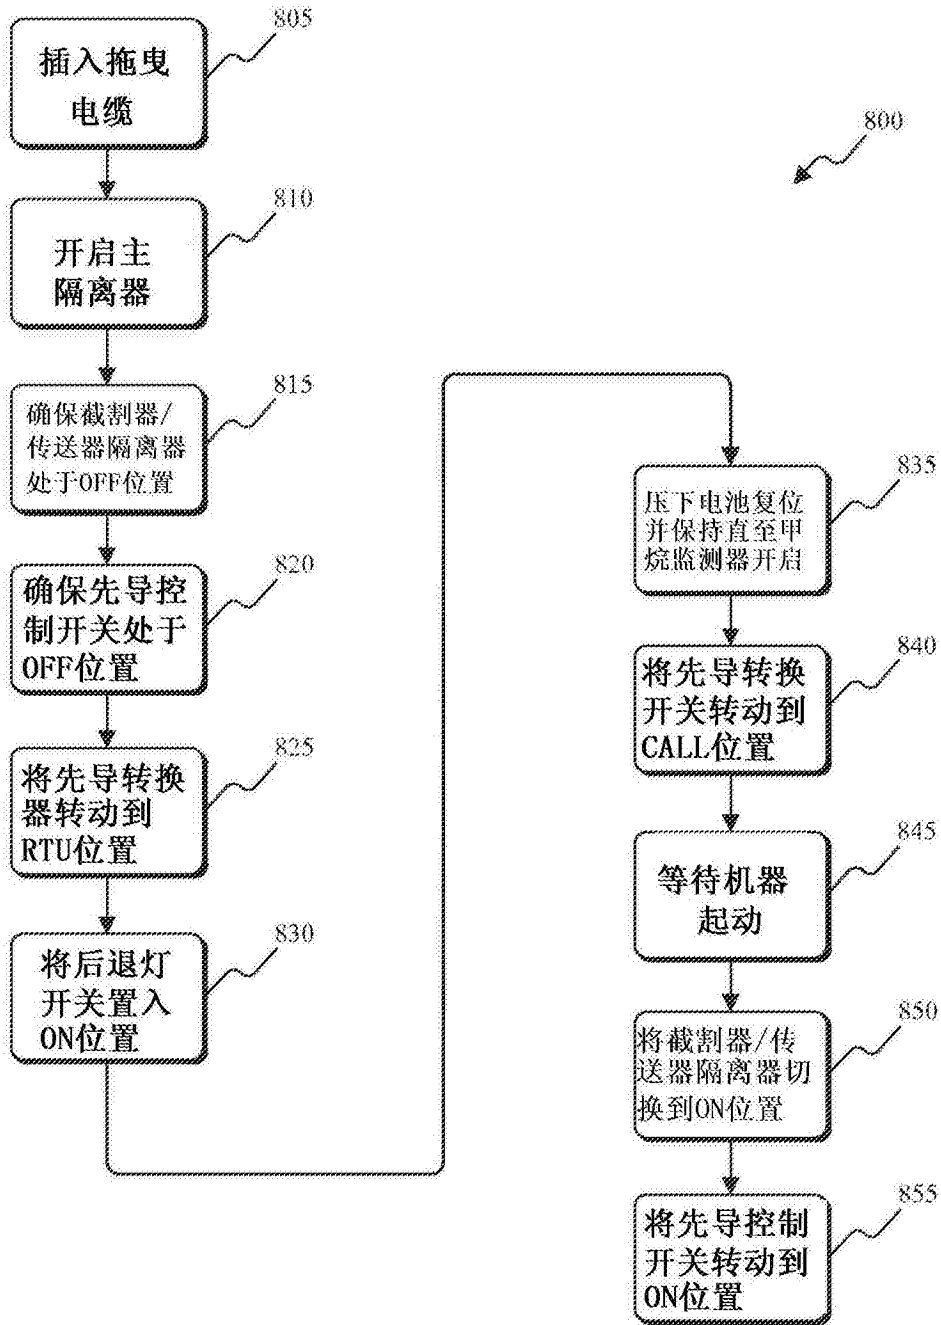 805
插入拖曳
电缆
800
810
开启主
隔离器
815
确保截割器/
传送器隔离器
处于OFF位置
820
确保先导控
制开关处于
OFF位置
825
将先导转换
器转动到
RTU位置
830
将后退灯
开关置入
ON位置
835
压下电池复位
并保持直至甲
烷监测器开启
840
将先导转换
开关转动到
CALL位置
845
等待机器
起动
850
将截割器/传
送器隔离器切
换到ON位置
855
将先导控制
开关转动到
ON位置